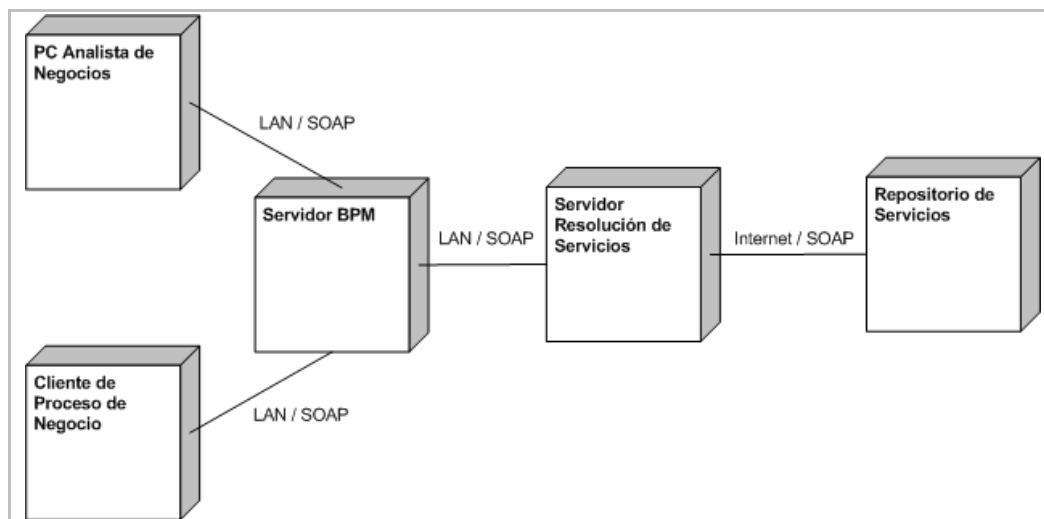 PC Analista de
Negocios
LAN / SOAP
Servidor BPM
LAN / SOAP
Servidor
Resolución de
Servicios
Internet / SOAP
Repositorio de
Servicios
Cliente de
Proceso de
Negocio
LAN / SOAP